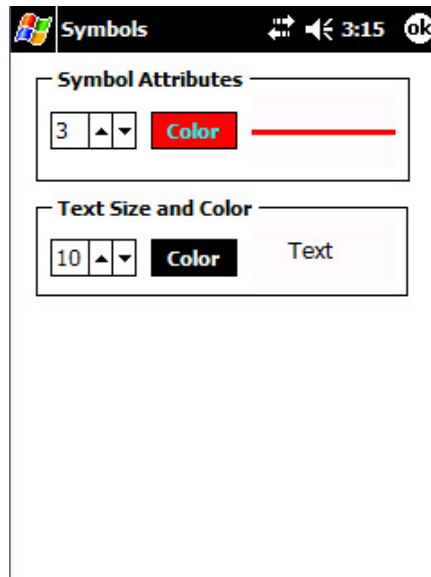 Symbols 3:15 ok
Symbol Attributes
3 Color
Text Size and Color
10 Color Text